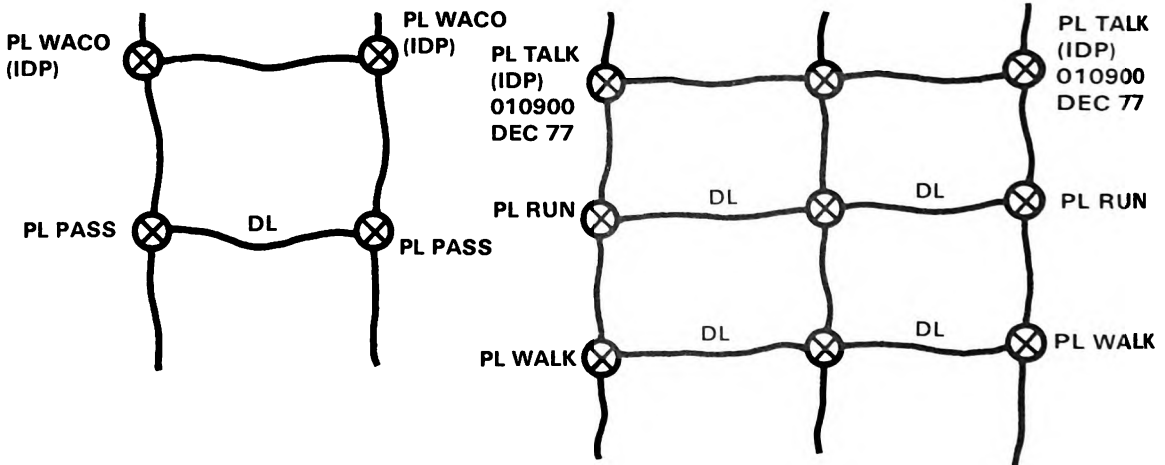 PL WACO
(IDP)
PL WACO
(IDP)
PL PASS
DL
PL PASS
PL TALK
(IDP)
010900
DEC 77
PL TALK
(IDP)
010900
DEC 77
PL RUN
DL
DL
PL RUN
PL WALK
DL
DL
PL WALK